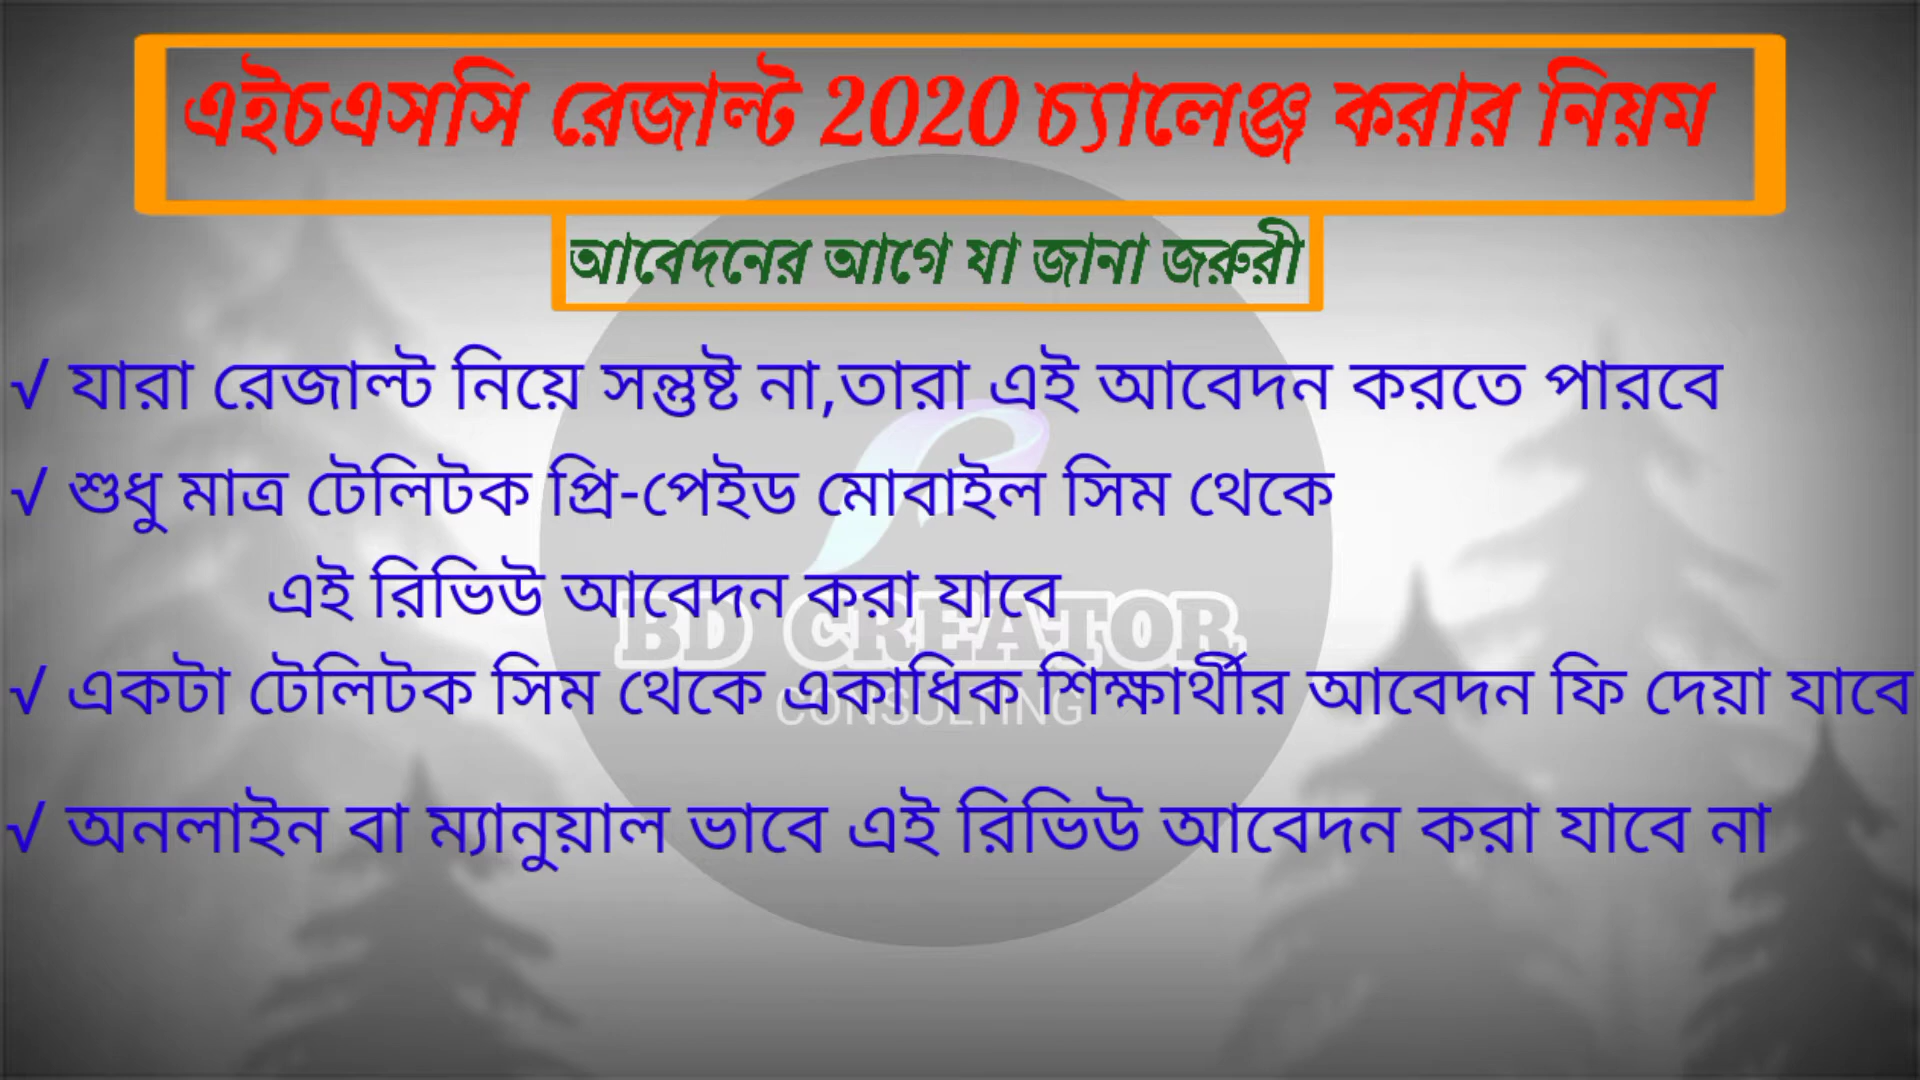 এইচএসসি রেজাল্ট 2020 চ্যালেঞ্জ করার নিয়ম
আবেদনের আগে যা জানা জরুরী
√ যারা রেজাল্ট নিয়ে সন্তুষ্ট না,তারা এই আবেদন করতে পারবে
√ শুধু মাত্র টেলিটক প্রি-পেইড মোবাইল সিম থেকে
এই রিভিউ আবেদন করা যাবে
BD CREATOR
√ একটা টেলিটক সিম থেকে একাধিক শিক্ষার্থীর আবেদন ফি দেয়া যাবে
CONSULTING
√ অনলাইন বা ম্যানুয়াল ভাবে এই রিভিউ আবেদন করা যাবে না